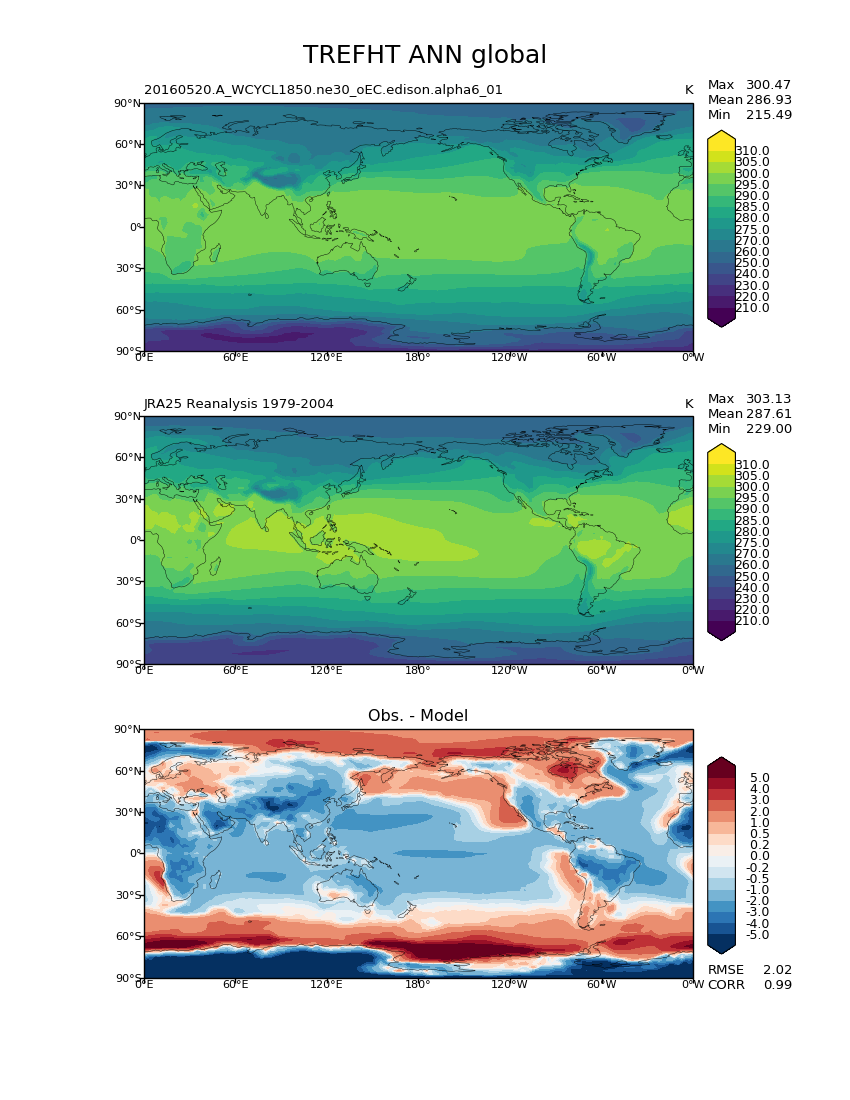 TREFHT ANN global
20160520.A_WCYCL1850.ne30_oEC.edison.alpha6_01
K
Max 300.47
Mean 286.93
Min 215.49
90°N
60°N
30°N
0°
30°S
60°S
90°S
0°E 60°E 120°E 180° 120°W 60°W 0°W
310.0
305.0
300.0
295.0
290.0
285.0
280.0
275.0
270.0
260.0
250.0
240.0
230.0
220.0
210.0
JRA25 Reanalysis 1979-2004
K
Max 303.13
Mean 287.61
Min 229.00
90°N
60°N
30°N
0°
30°S
60°S
90°S
0°E 60°E 120°E 180° 120°W 60°W 0°W
310.0
305.0
300.0
295.0
290.0
285.0
280.0
275.0
270.0
260.0
250.0
240.0
230.0
220.0
210.0
Obs. - Model
90°N
60°N
30°N
0°
30°S
60°S
90°S
0°E 60°E 120°E 180° 120°W 60°W 0°W
5.0
4.0
3.0
2.0
1.0
0.5
0.2
0.0
-0.2
-0.5
-1.0
-2.0
-3.0
-4.0
-5.0
RMSE 2.02
CORR 0.99